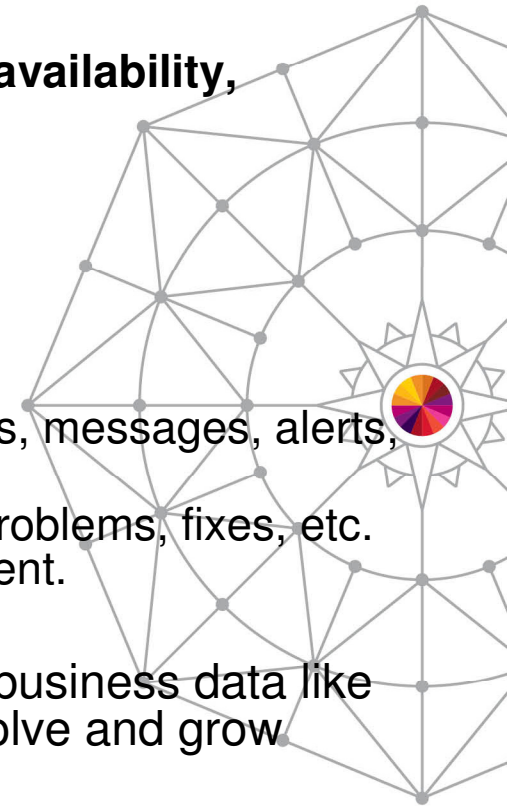 availability,
s, messages, alerts,
roblems, fixes, etc.
ent.
business data like
olve and grow